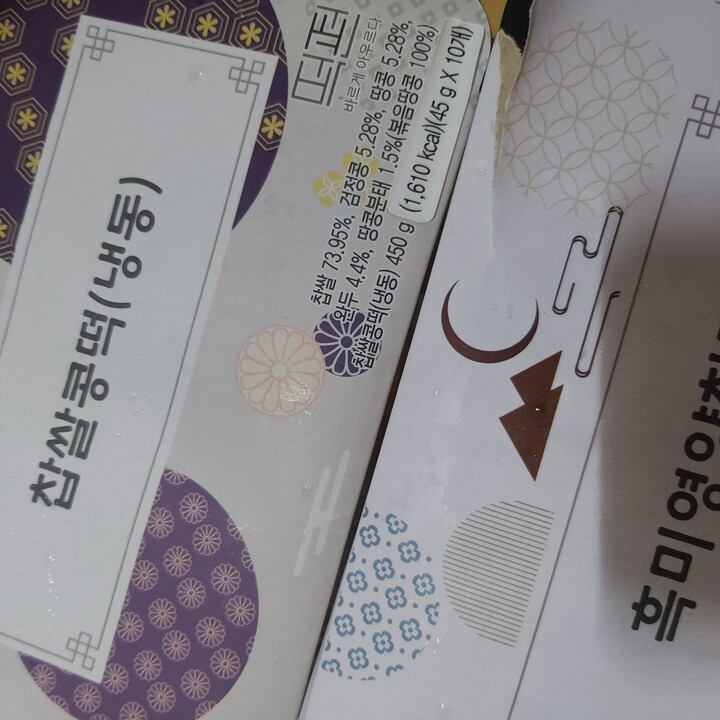 찹쌀콩떡(냉동)
떡편
바르게 아우르다
찹쌀 73.95%, 검정콩 5.28%, 땅콩 5.28%,
완두 4.4%, 땅콩분태 1.5%(볶음땅콩 100%)
찹쌀콩떡(냉동) 450 g (1,610 kcal)(45 g X 10개)
흑미영양찰